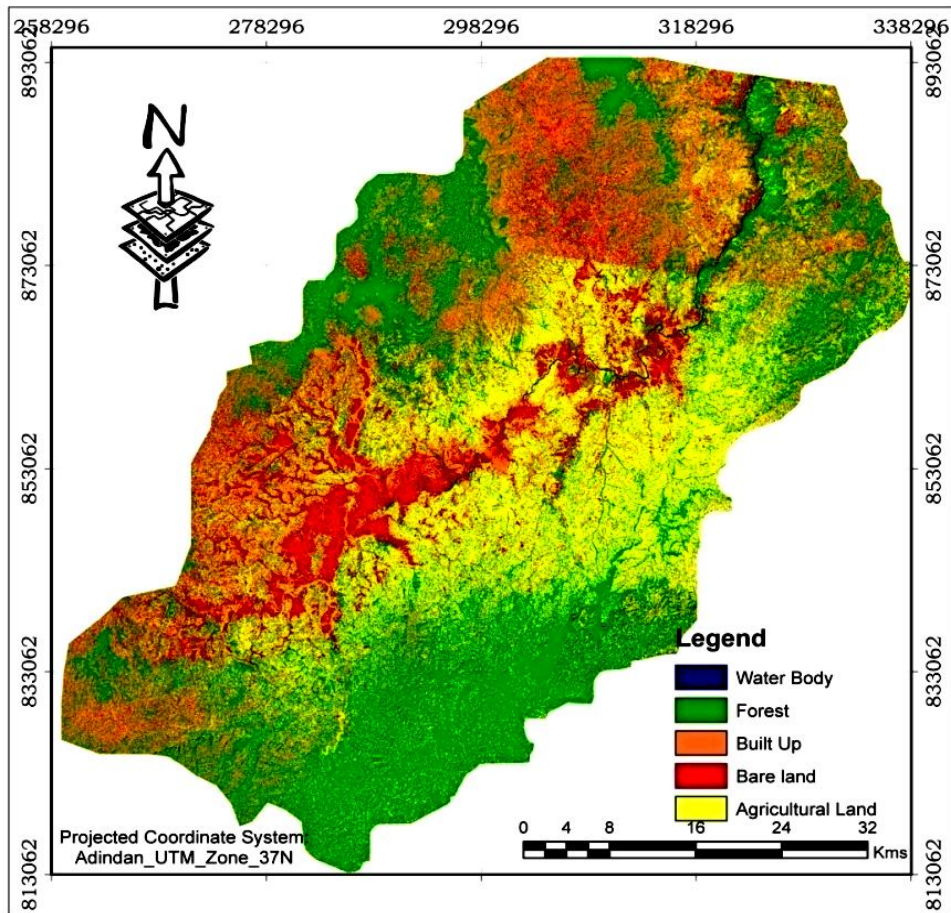 258296 278296 298296 318296 338296
893062 893062
873062 873062
853062 853062
833062 833062
813062 813062
N
Legend
Water Body
Forest
Built Up
Bare land
Agricultural Land
Projected Coordinate System:
Adindan_UTM_Zone_37N
0 4 8 16 24 32
Kms